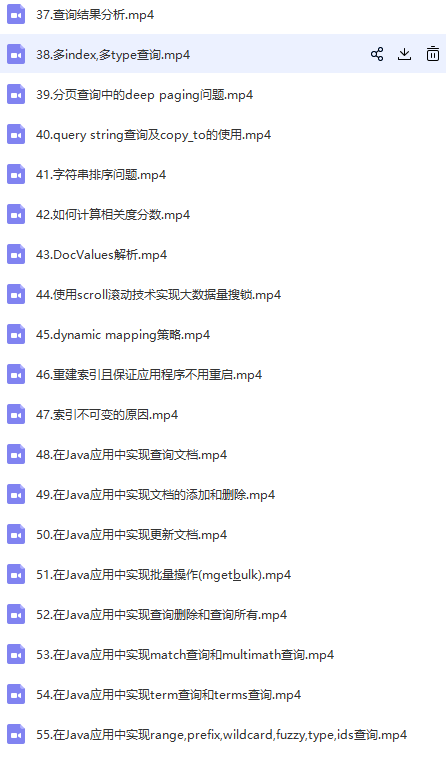 37.查询结果分析.mp4
38.多index,多type查询.mp4
39.分页查询中的deep paging问题.mp4
40.query string查询及copy_to的使用.mp4
41.字符串排序问题.mp4
42.如何计算相关度分数.mp4
43.DocValues解析.mp4
44.使用scroll滚动技术实现大数据量搜锁.mp4
45.dynamic mapping策略.mp4
46.重建索引且保证应用程序不用重启.mp4
47.索引不可变的原因.mp4
48.在Java应用中实现查询文档.mp4
49.在Java应用中实现文档的添加和删除.mp4
50.在Java应用中实现更新文档.mp4
51.在Java应用中实现批量操作(mgetbulk).mp4
52.在Java应用中实现查询删除和查询所有.mp4
53.在Java应用中实现match查询和multimath查询.mp4
54.在Java应用中实现term查询和terms查询.mp4
55.在Java应用中实现range,prefix,wildcard,fuzzy,type,ids查询.mp4